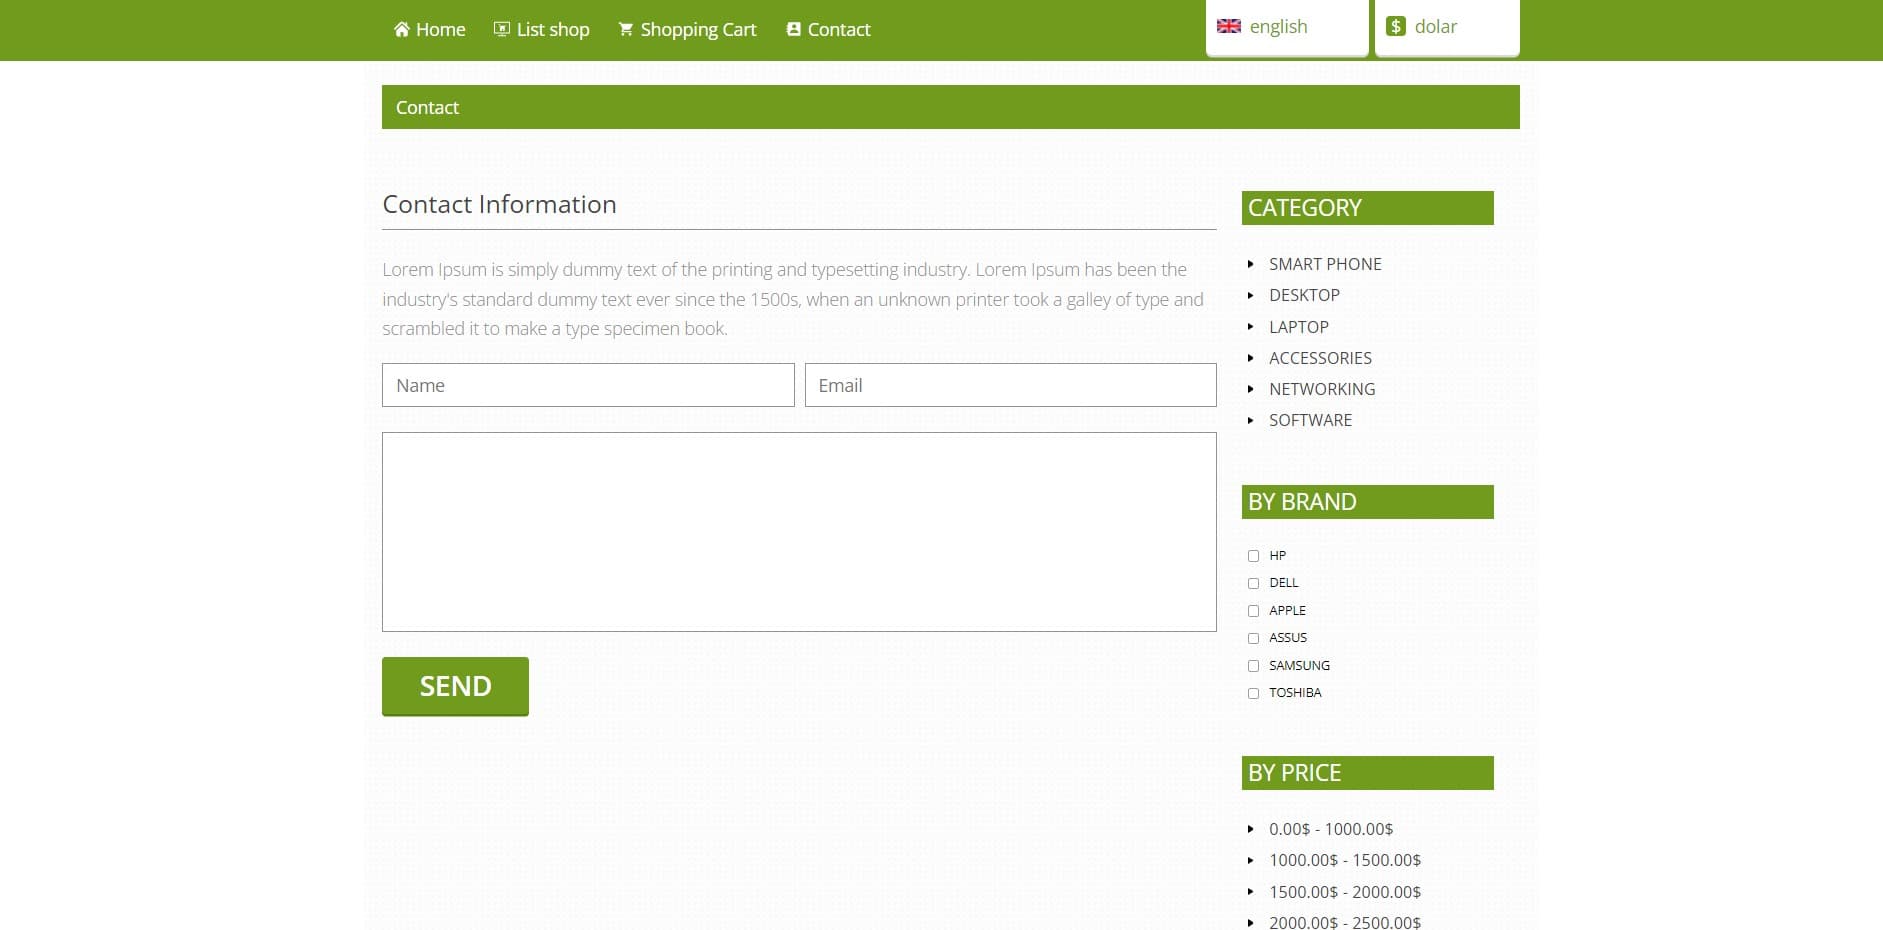 Home List shop Shopping Cart Contact english $ dolar
Contact
Contact Information
Lorem Ipsum is simply dummy text of the printing and typesetting industry. Lorem Ipsum has been the
industry's standard dummy text ever since the 1500s, when an unknown printer took a galley of type and
scrambled it to make a type specimen book.
Name Email
SEND
CATEGORY
SMART PHONE
DESKTOP
LAPTOP
ACCESSORIES
NETWORKING
SOFTWARE
BY BRAND
HP
DELL
APPLE
ASSUS
SAMSUNG
TOSHIBA
BY PRICE
0.00$ - 1000.00$
1000.00$ - 1500.00$
1500.00$ - 2000.00$
2000.00$ - 2500.00$